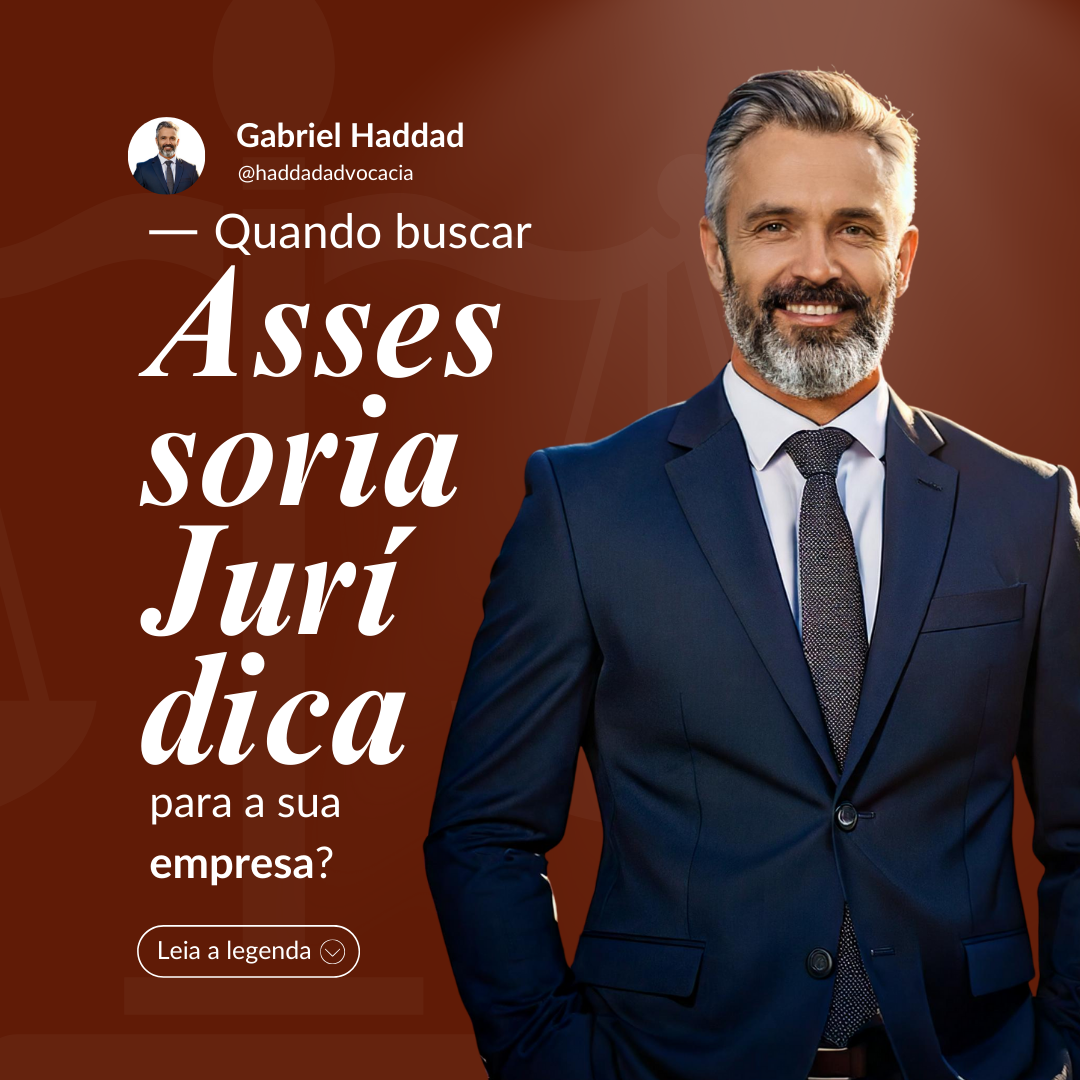 Gabriel Haddad
@haddadadvocacia
— Quando buscar
Asses
soria
Jurí
dica
para a sua
empresa?
Leia a legenda